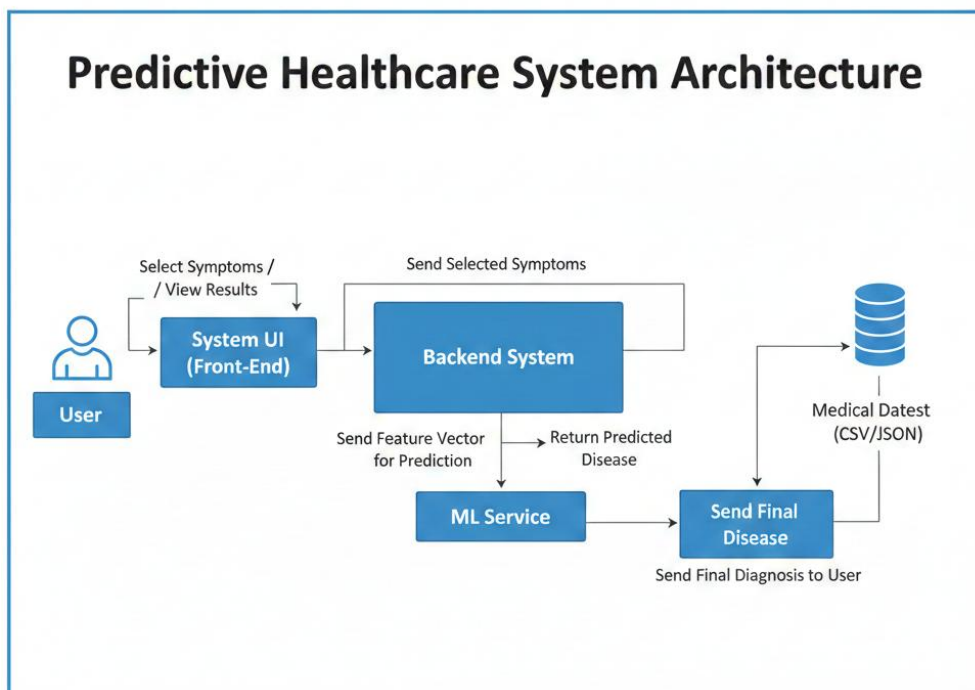 Predictive Healthcare System Architecture
Select Symptoms /
/ View Results
Send Selected Symptoms
System UI
(Front-End)
Backend System
User
Medical Datest
(CSV/JSON)
Send Feature Vector
for Prediction
Return Predicted
Disease
ML Service
Send Final
Disease
Send Final Diagnosis to User